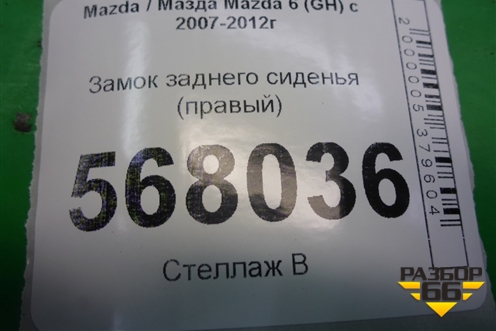 Mazda / Мазда Mazda 6 (GH) с
2007-2012г
Замок заднего сиденья
(правый)
568036
Стеллаж В
2000005379604
РАЗБОР
66